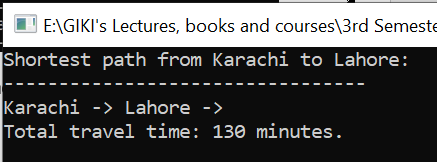 E:\GIKI's Lectures, books and courses\3rd Semeste
Shortest path from Karachi to Lahore:
---------------------------------
Karachi -> Lahore ->
Total travel time: 130 minutes.